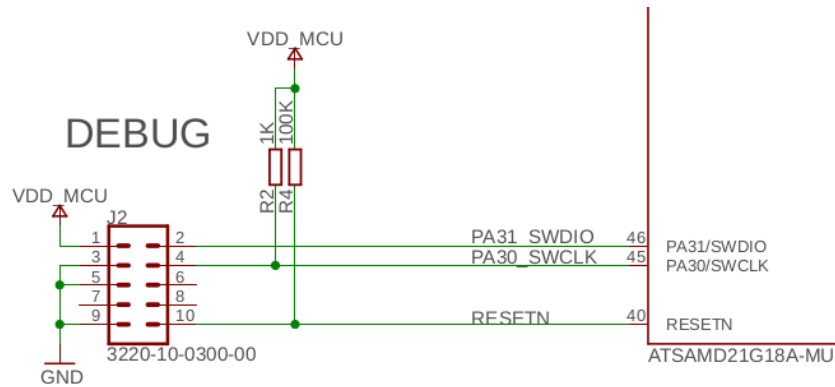 VDD_MCU
1K
100K
DEBUG
R2
R4
VDD_MCU
J2
1 2 PA31_SWDIO 46 PA31/SWDIO
3 4 PA30_SWCLK 45 PA30/SWCLK
5 6
7 8
9 10 RESETN 40 RESETN
3220-10-0300-00
ATSAMD21G18A-MU
GND